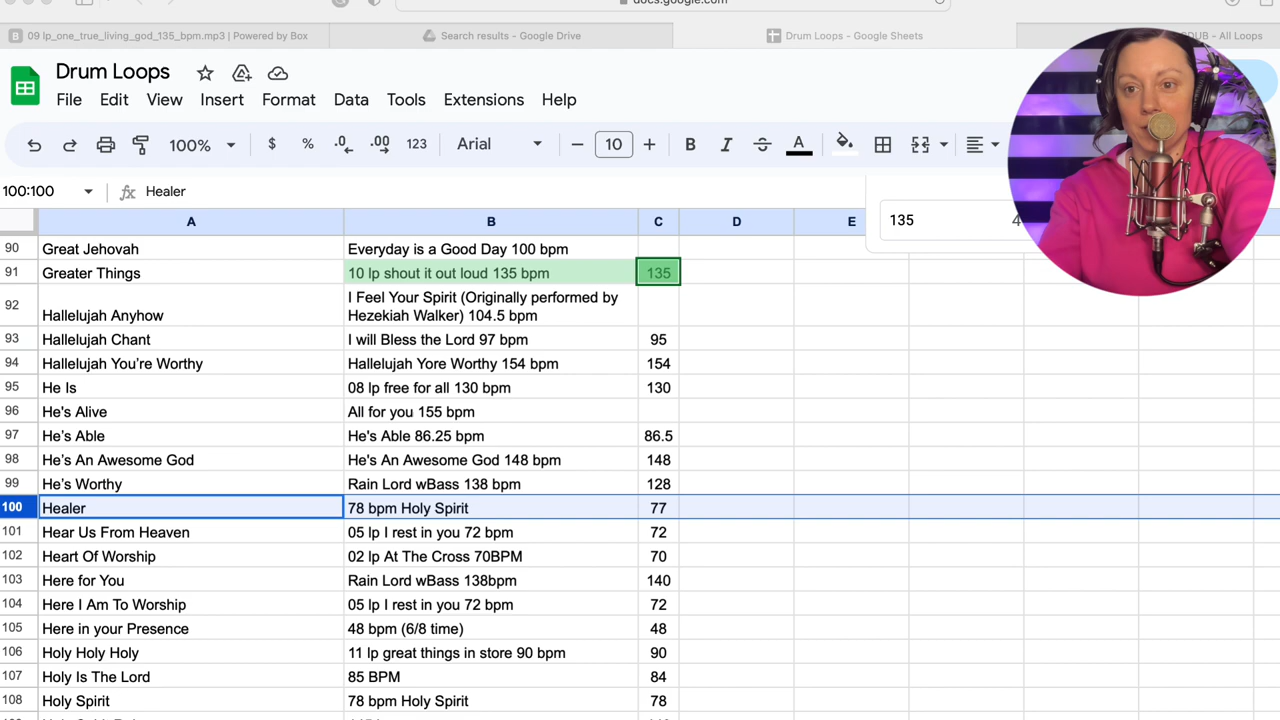 docs.google.com
09 lp_one_true_living_god_135_bpm.mp3 | Powered by Box
Search results - Google Drive
Drum Loops - Google Sheets
DUB - All Loops
Drum Loops
File Edit View Insert Format Data Tools Extensions Help
100% $ % .0 .00 123 Arial 10 B I S A
100:100 fx Healer
135 4
A B C D E
90 Great Jehovah Everyday is a Good Day 100 bpm
91 Greater Things 10 lp shout it out loud 135 bpm 135
I Feel Your Spirit (Originally performed by
92 Hallelujah Anyhow Hezekiah Walker) 104.5 bpm
93 Hallelujah Chant I will Bless the Lord 97 bpm 95
94 Hallelujah You're Worthy Hallelujah Yore Worthy 154 bpm 154
95 He Is 08 lp free for all 130 bpm 130
96 He's Alive All for you 155 bpm
97 He's Able He's Able 86.25 bpm 86.5
98 He's An Awesome God He's An Awesome God 148 bpm 148
99 He's Worthy Rain Lord wBass 138 bpm 128
100 Healer 78 bpm Holy Spirit 77
101 Hear Us From Heaven 05 lp I rest in you 72 bpm 72
102 Heart Of Worship 02 lp At The Cross 70BPM 70
103 Here for You Rain Lord wBass 138bpm 140
104 Here I Am To Worship 05 lp I rest in you 72 bpm 72
105 Here in your Presence 48 bpm (6/8 time) 48
106 Holy Holy Holy 11 lp great things in store 90 bpm 90
107 Holy Is The Lord 85 BPM 84
108 Holy Spirit 78 bpm Holy Spirit 78